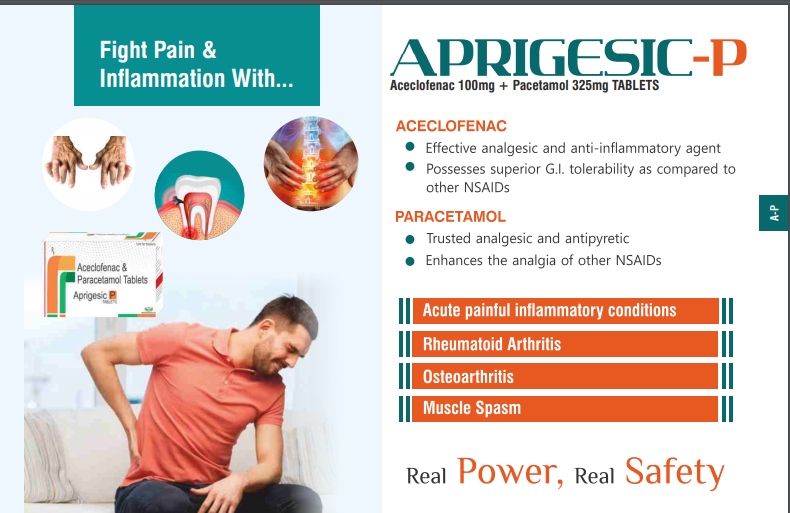 Fight Pain &
Inflammation With...
Aceclofenac &
Paracetamol Tablets
Aprigesic P
TABLETS
APRIGESIC-P
Aceclofenac 100mg + Pacetamol 325mg TABLETS
ACECLOFENAC
Effective analgesic and anti-inflammatory agent
Possesses superior G.I. tolerability as compared to
other NSAIDs
PARACETAMOL
Trusted analgesic and antipyretic
Enhances the analgia of other NSAIDs
A-P
Acute painful inflammatory conditions
Rheumatoid Arthritis
Osteoarthritis
Muscle Spasm
Real Power, Real Safety